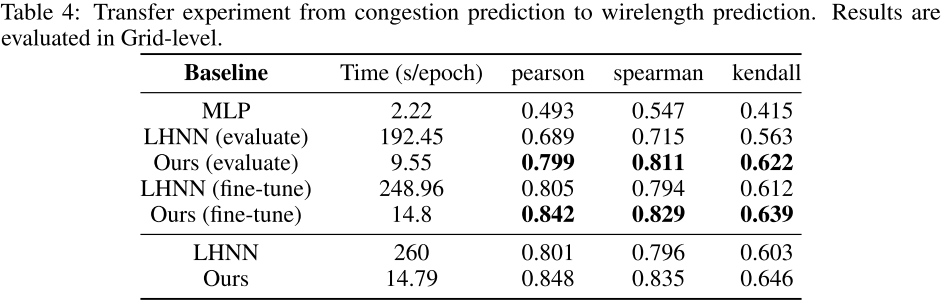 Table 4: Transfer experiment from congestion prediction to wirelength prediction. Results are
evaluated in Grid-level.
Baseline Time (s/epoch) pearson spearman kendall
MLP 2.22 0.493 0.547 0.415
LHNN (evaluate) 192.45 0.689 0.715 0.563
Ours (evaluate) 9.55 0.799 0.811 0.622
LHNN (fine-tune) 248.96 0.805 0.794 0.612
Ours (fine-tune) 14.8 0.842 0.829 0.639
LHNN 260 0.801 0.796 0.603
Ours 14.79 0.848 0.835 0.646